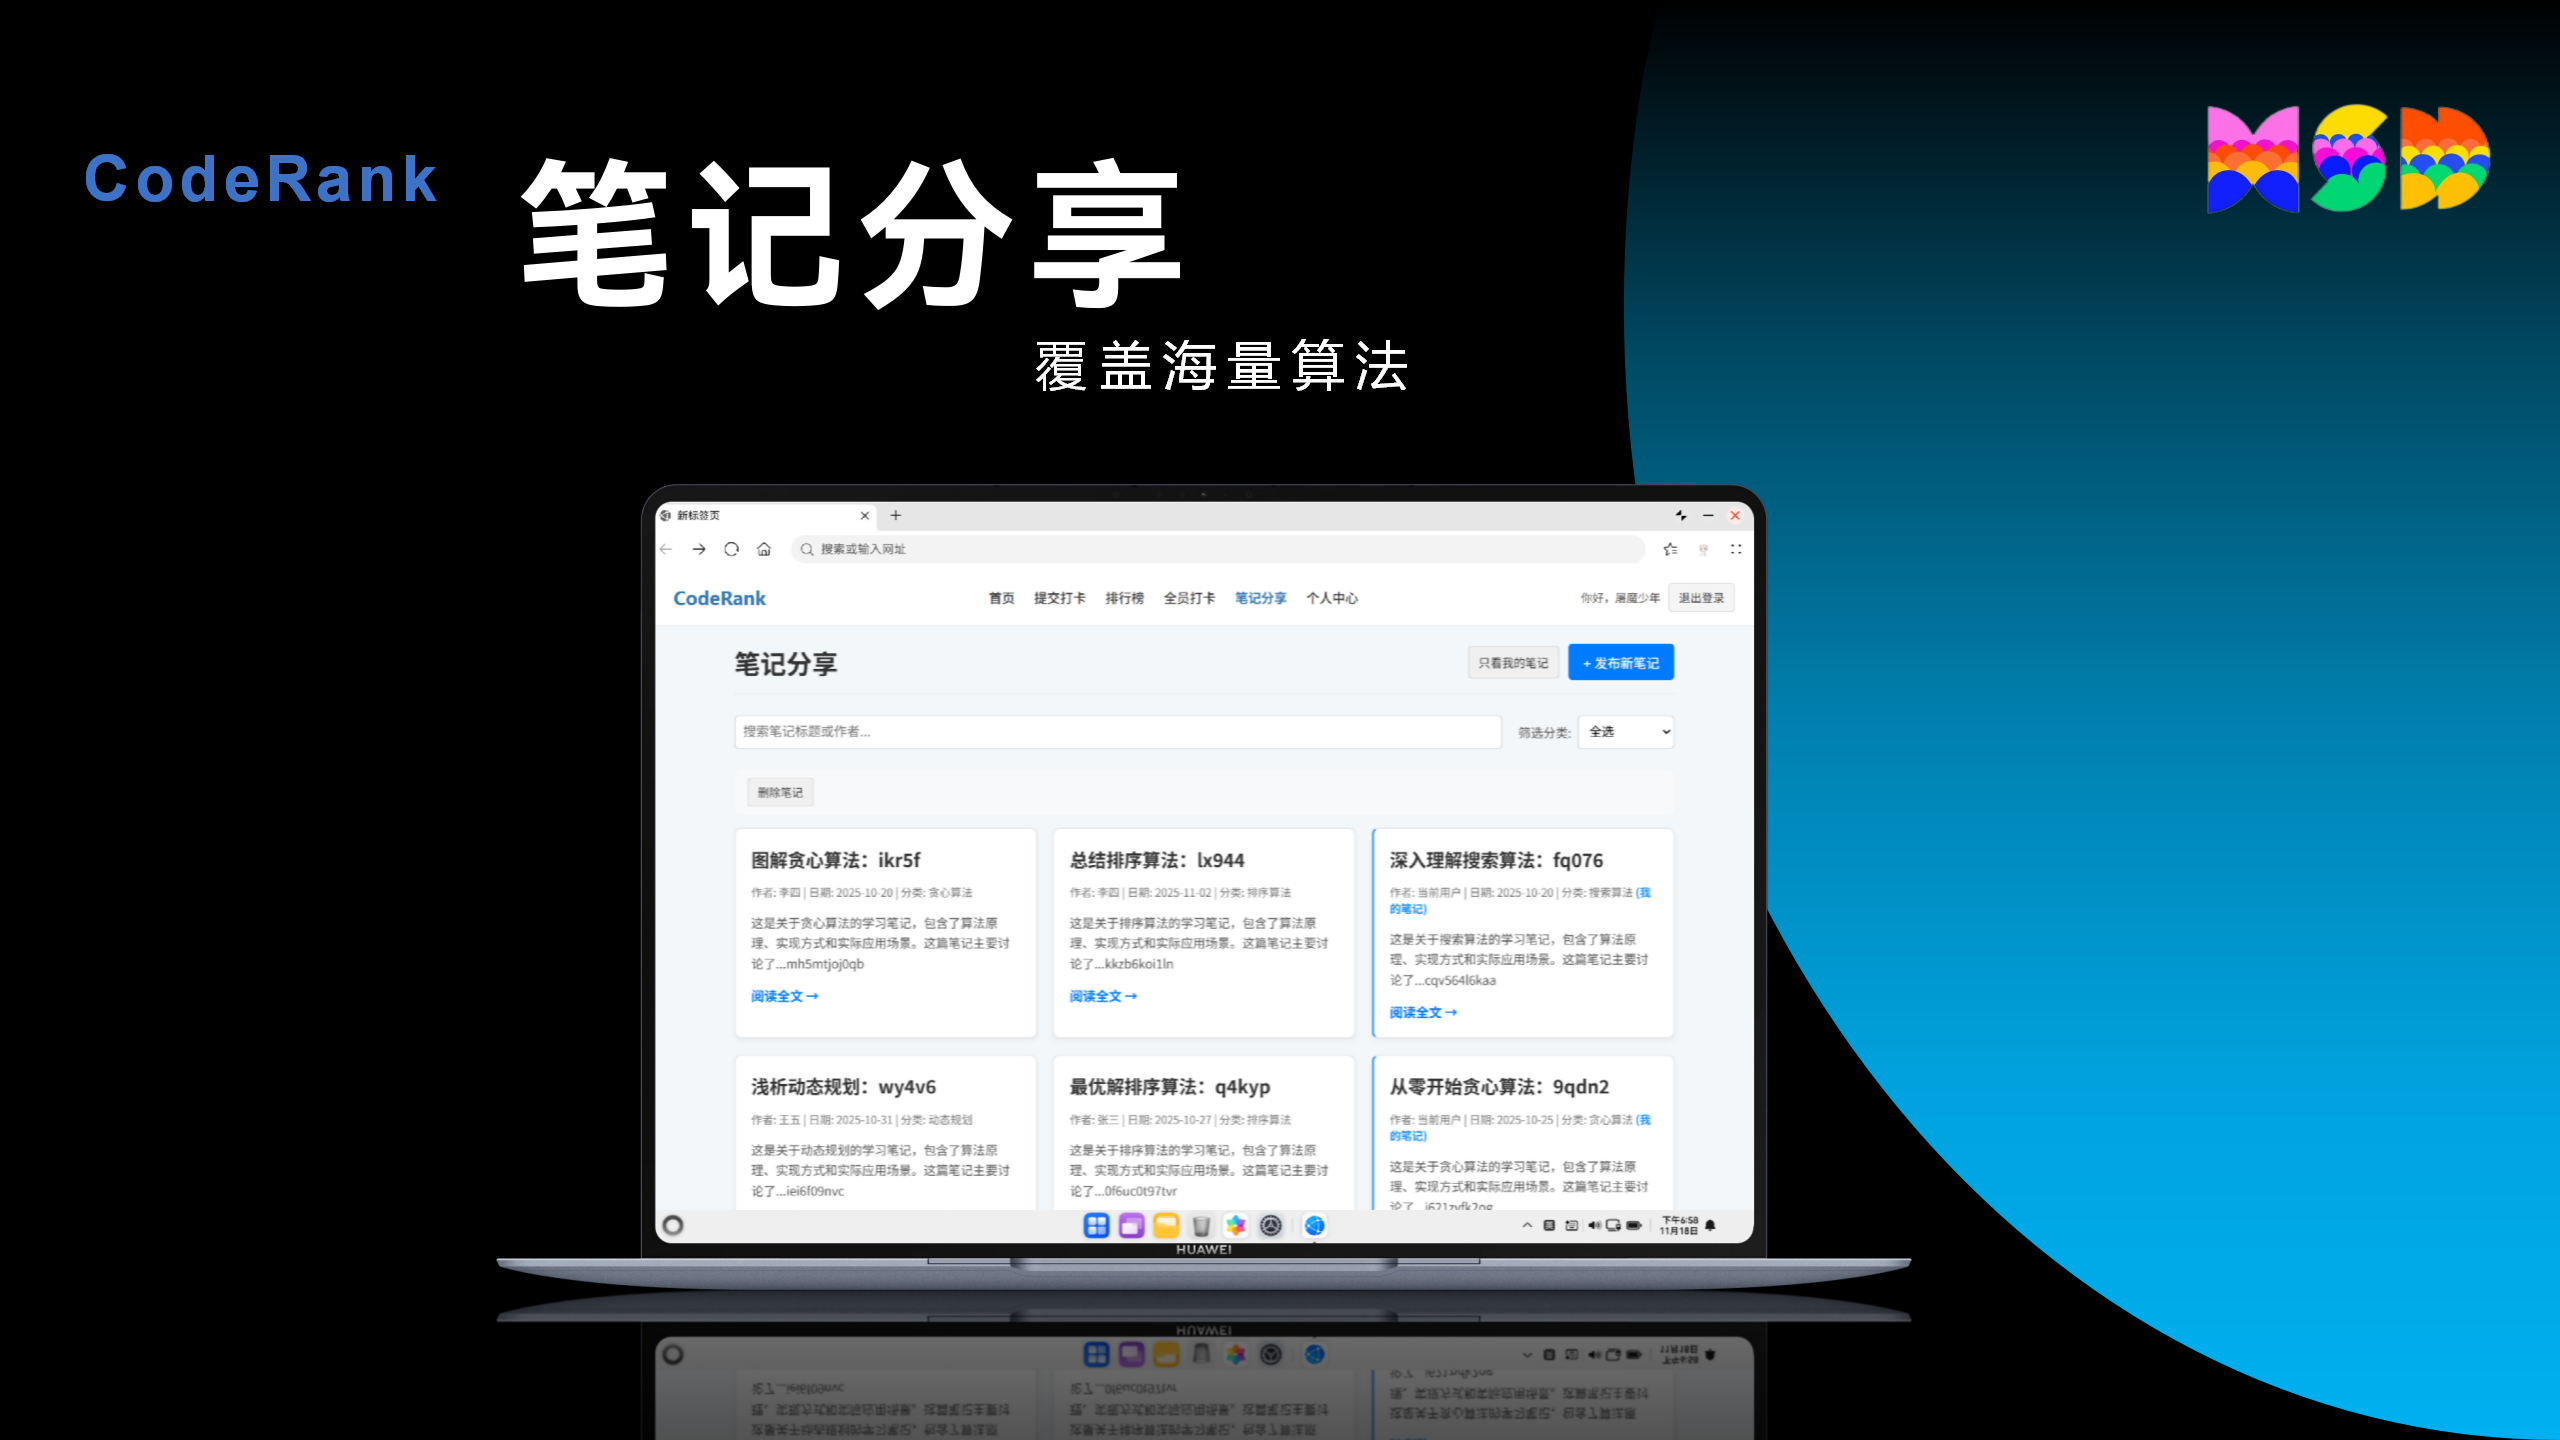 CodeRank
笔记分享
覆盖海量算法
MSD
新标签页
搜索或输入网址
CodeRank
首页 提交打卡 排行榜 全员打卡 笔记分享 个人中心
你好，屠魔少年 退出登录
笔记分享
只看我的笔记 + 发布新笔记
搜索笔记标题或作者...
筛选分类: 全选
删除笔记
图解贪心算法：ikr5f
作者: 李四 | 日期: 2025-10-20 | 分类: 贪心算法
这是关于贪心算法的学习笔记，包含了算法原
理、实现方式和实际应用场景。这篇笔记主要讨
论了...mh5mtjoj0qb
阅读全文 →
总结排序算法：lx944
作者: 李四 | 日期: 2025-11-02 | 分类: 排序算法
这是关于排序算法的学习笔记，包含了算法原
理、实现方式和实际应用场景。这篇笔记主要讨
论了...kkzb6koi1ln
阅读全文 →
深入理解搜索算法：fq076
作者: 当前用户 | 日期: 2025-10-20 | 分类: 搜索算法 (我
的笔记)
这是关于搜索算法的学习笔记，包含了算法原
理、实现方式和实际应用场景。这篇笔记主要讨
论了...cqv564l6kaa
阅读全文 →
浅析动态规划：wy4v6
作者: 王五 | 日期: 2025-10-31 | 分类: 动态规划
这是关于动态规划的学习笔记，包含了算法原
理、实现方式和实际应用场景。这篇笔记主要讨
论了...iei6f09nvc
最优解排序算法：q4kyp
作者: 张三 | 日期: 2025-10-27 | 分类: 排序算法
这是关于排序算法的学习笔记，包含了算法原
理、实现方式和实际应用场景。这篇笔记主要讨
论了...0f6uc0t97tvr
从零开始贪心算法：9qdn2
作者: 当前用户 | 日期: 2025-10-25 | 分类: 贪心算法 (我
的笔记)
这是关于贪心算法的学习笔记，包含了算法原
理、实现方式和实际应用场景。这篇笔记主要讨
下午6:58
11月18日
HUAWEI